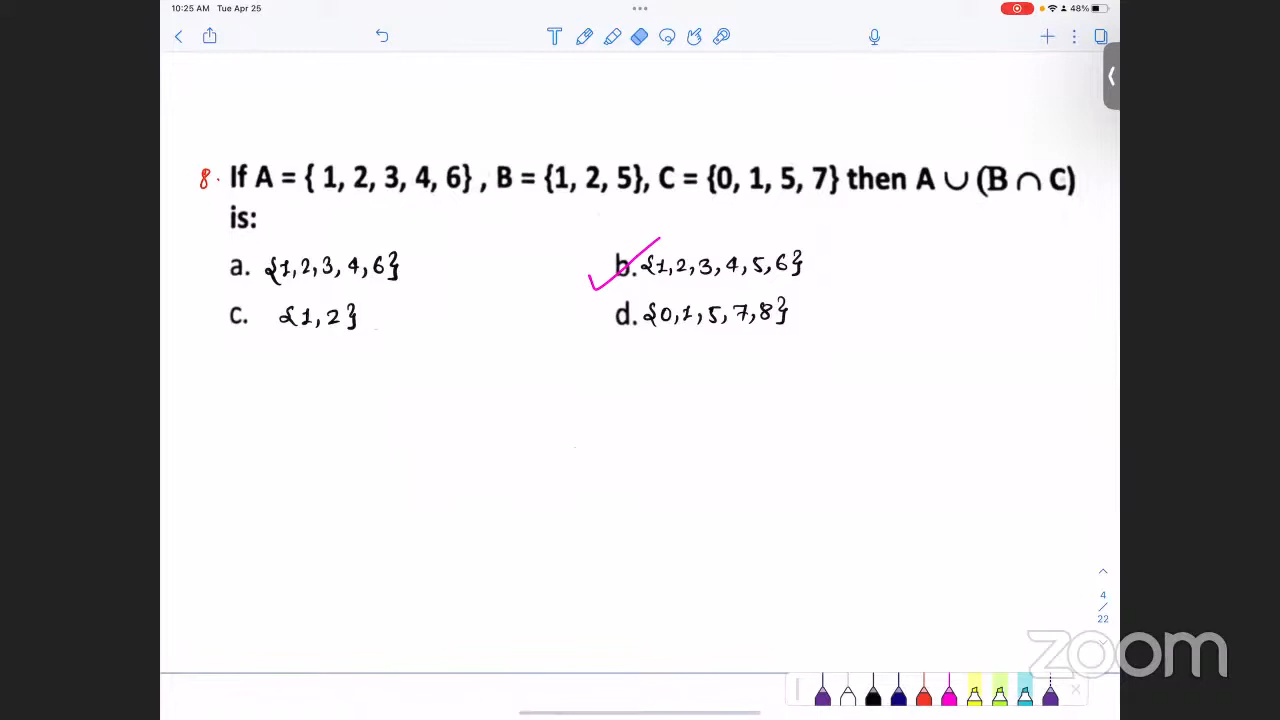 10:25 AM Tue Apr 25
48%
8. If A = { 1, 2, 3, 4, 6} , B = {1, 2, 5}, C = {0, 1, 5, 7} then A ∪ (B ∩ C)
is:
a. {1, 2, 3, 4, 6}
b. {1, 2, 3, 4, 5, 6}
c. {1, 2}
d. {0, 1, 5, 7, 8}
4
/
22
zoom